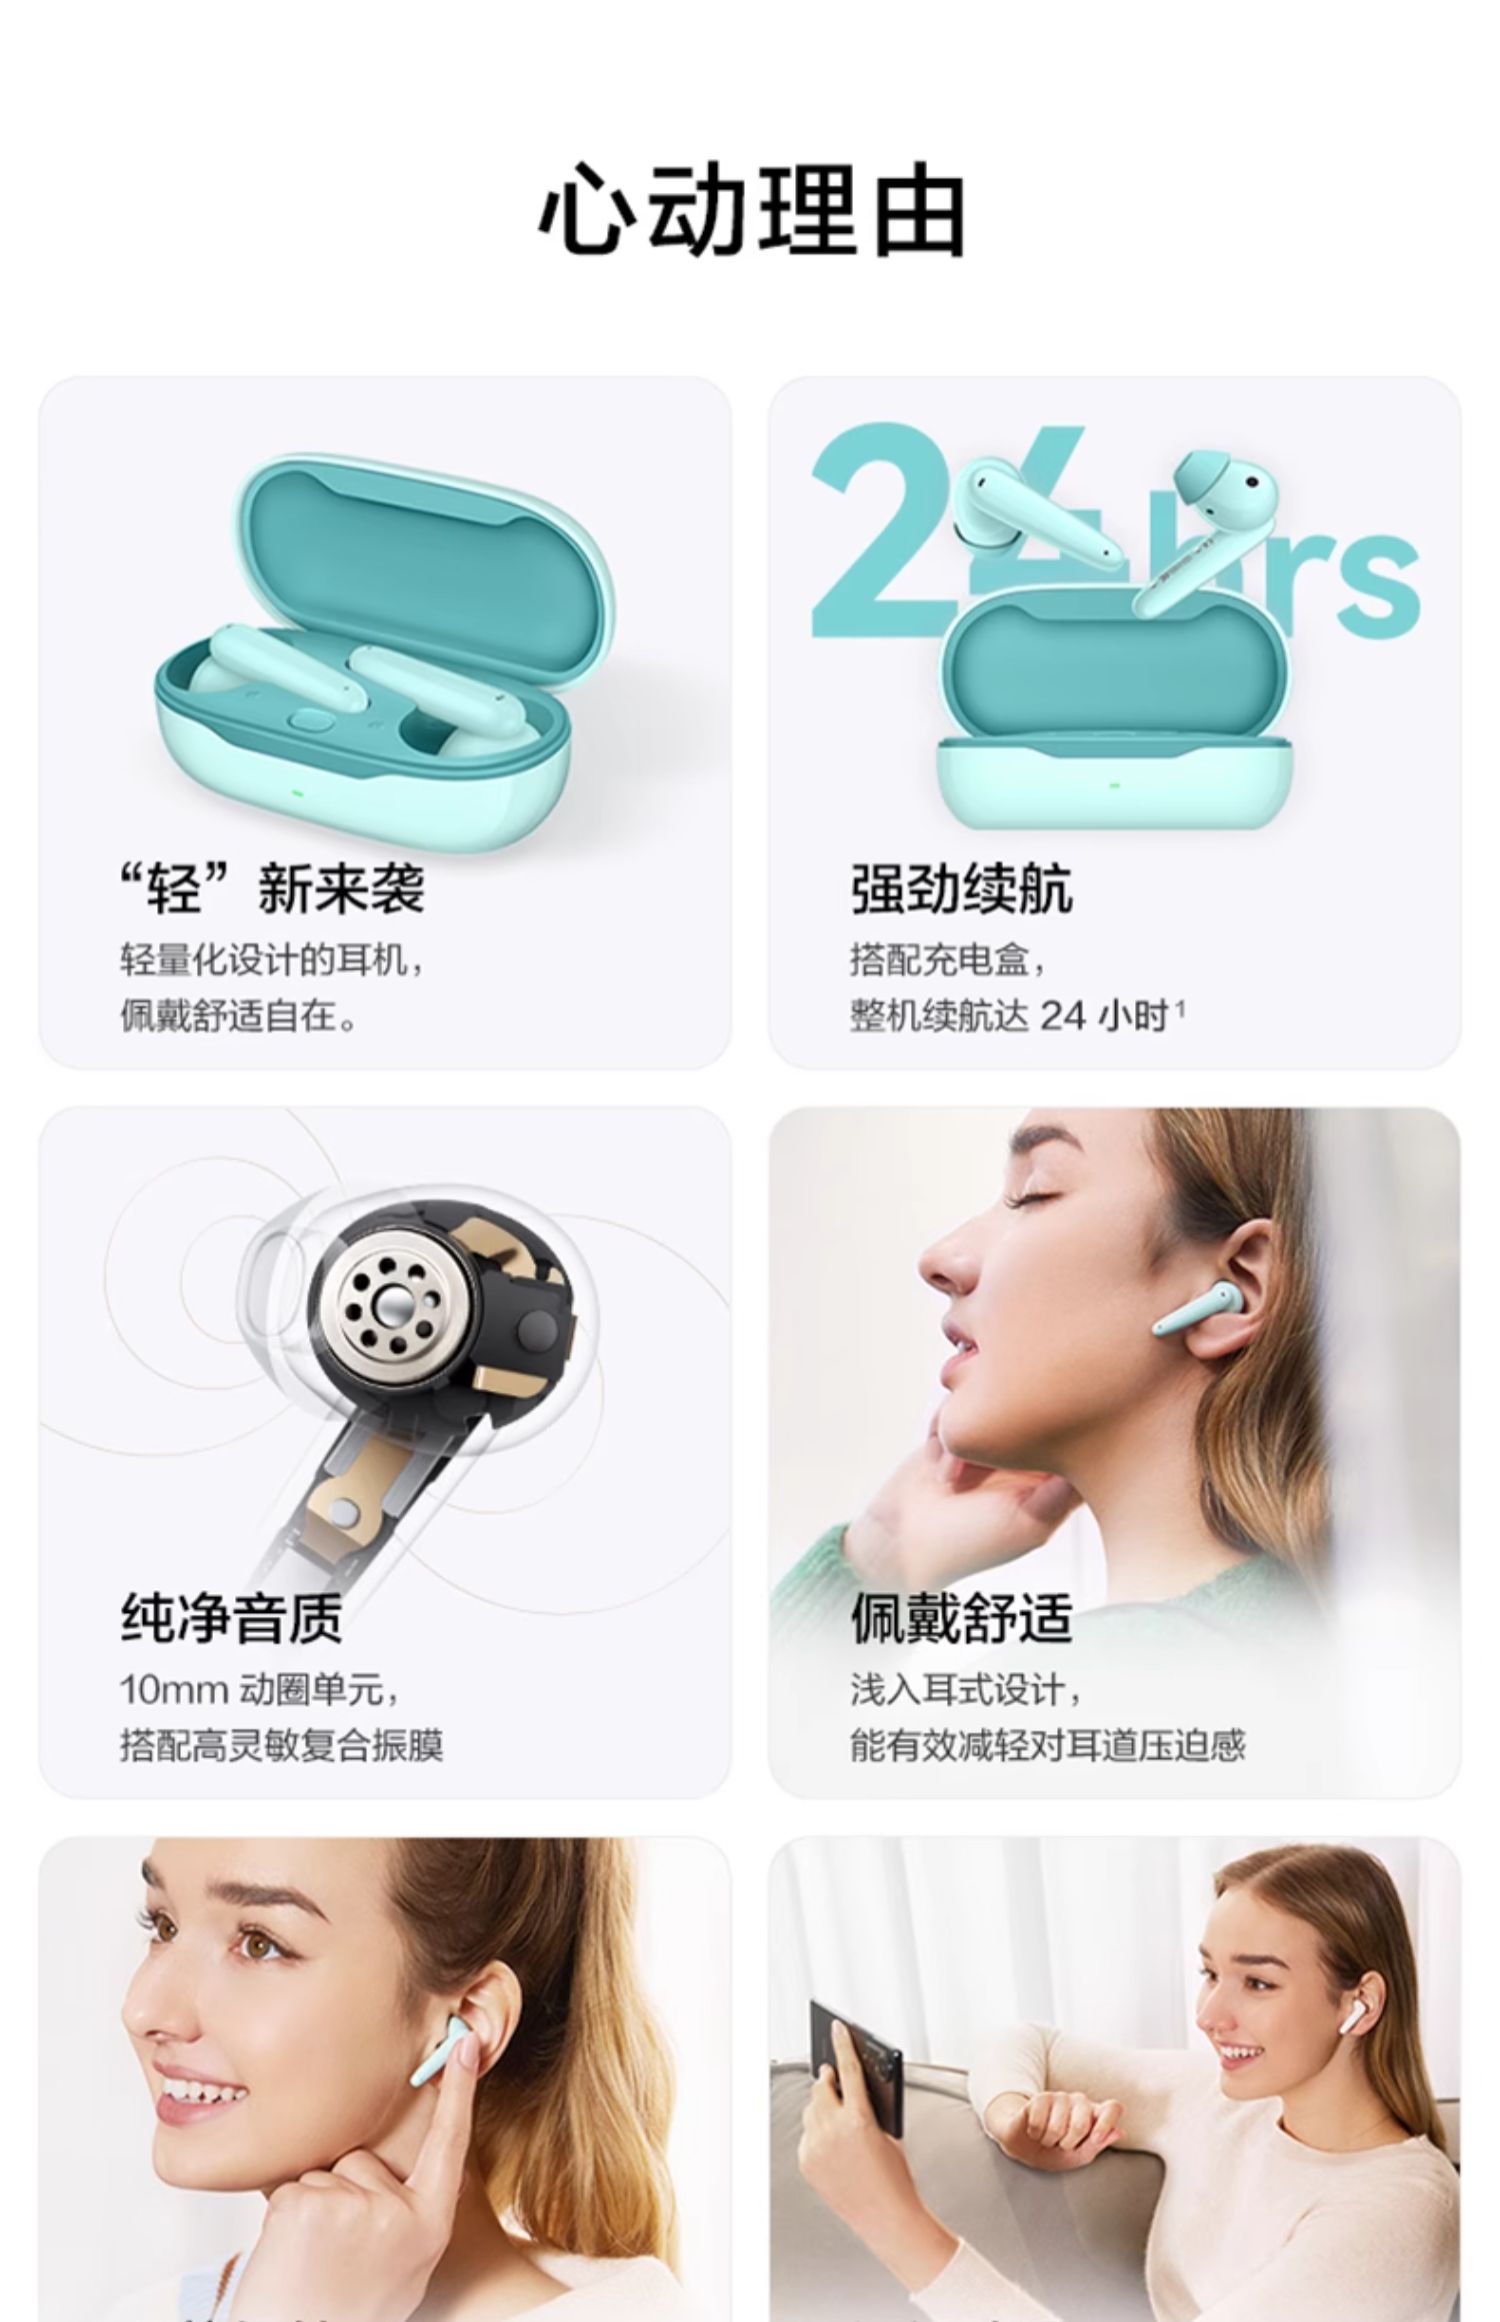 心动理由
24hrs
“轻”新来袭
轻量化设计的耳机，
佩戴舒适自在。
强劲续航
搭配充电盒，
整机续航达 24 小时¹
纯净音质
10mm 动圈单元，
搭配高灵敏复合振膜
佩戴舒适
浅入耳式设计，
能有效减轻对耳道压迫感